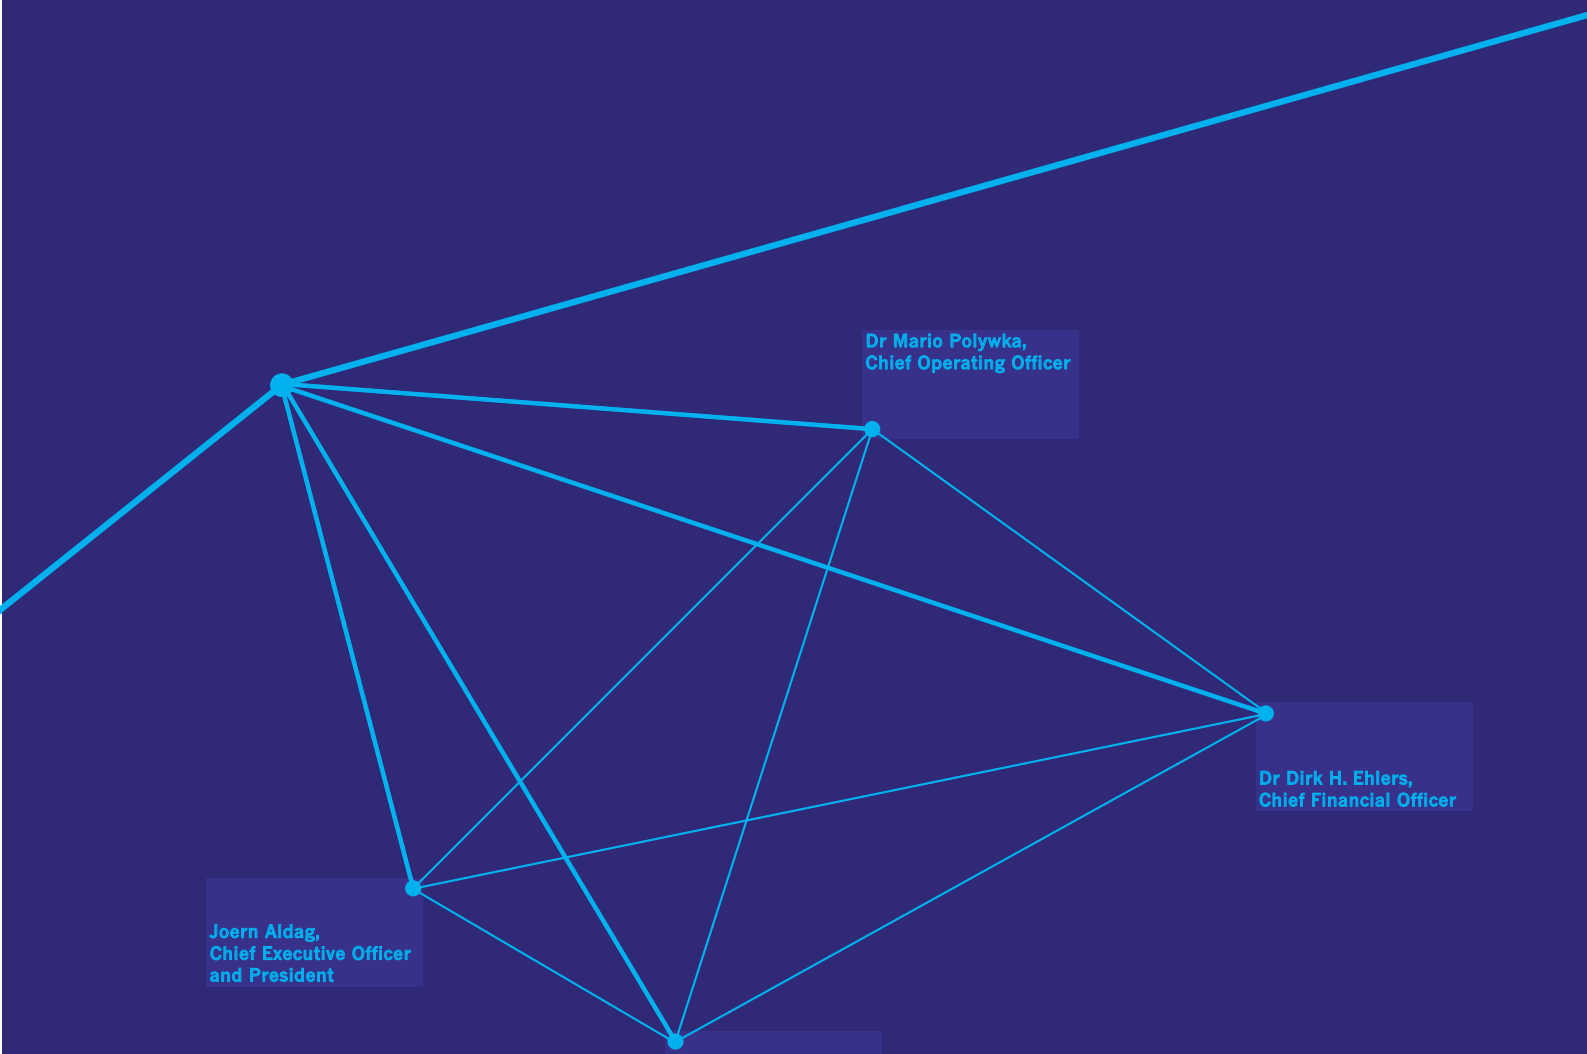 Dr Mario Polywka,
Chief Operating Officer
Dr Dirk H. Ehlers,
Chief Financial Officer
Joern Aldag,
Chief Executive Officer
and President